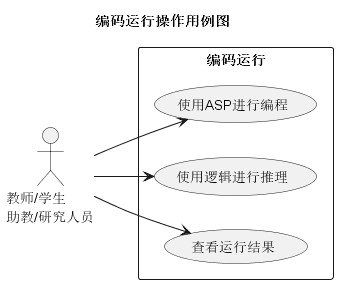 编码运行操作用例图
编码运行
使用ASP进行编程
使用逻辑进行推理
查看运行结果
教师/学生
助教/研究人员